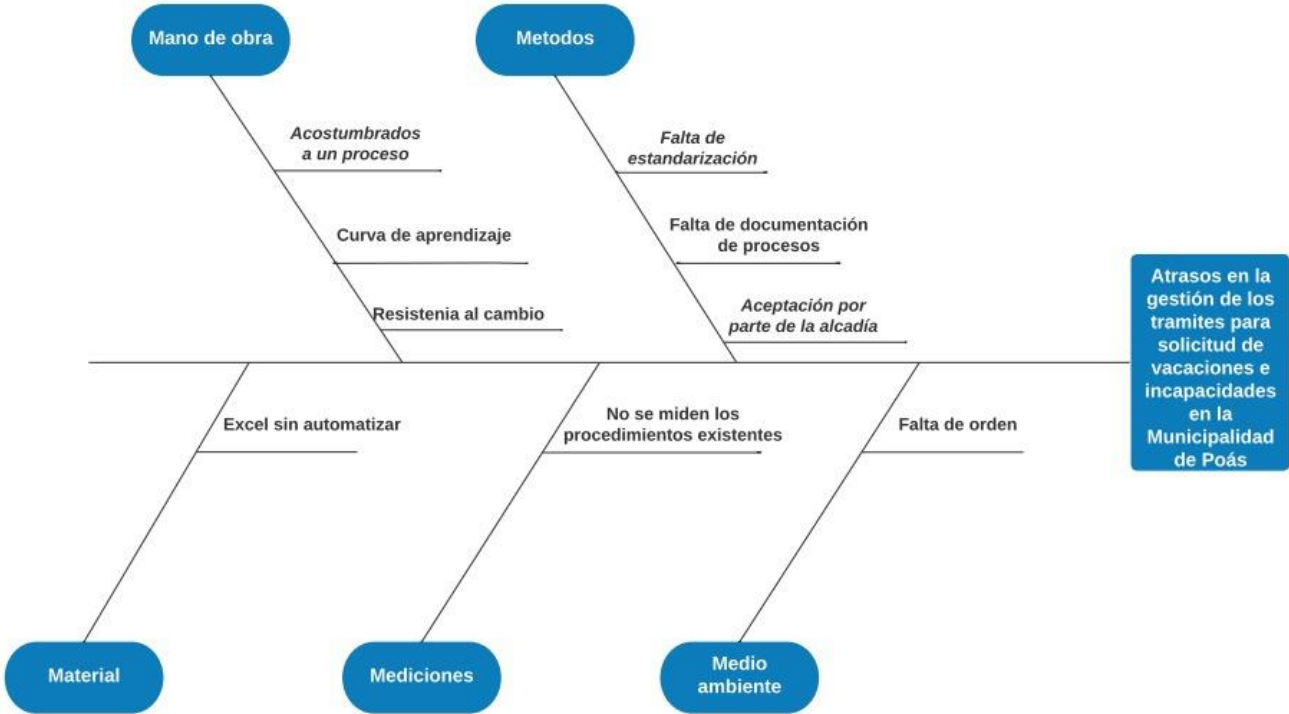 Mano de obra
Metodos
Acostumbrados
a un proceso
Falta de
estandarización
Curva de aprendizaje
Falta de documentación
de procesos
Resistenia al cambio
Aceptación por
parte de la alcadía
Atrasos en la
gestión de los
tramites para
solicitud de
vacaciones e
incapacidades
en la
Municipalidad
de Poás
Excel sin automatizar
No se miden los
procedimientos existentes
Falta de orden
Material
Mediciones
Medio
ambiente